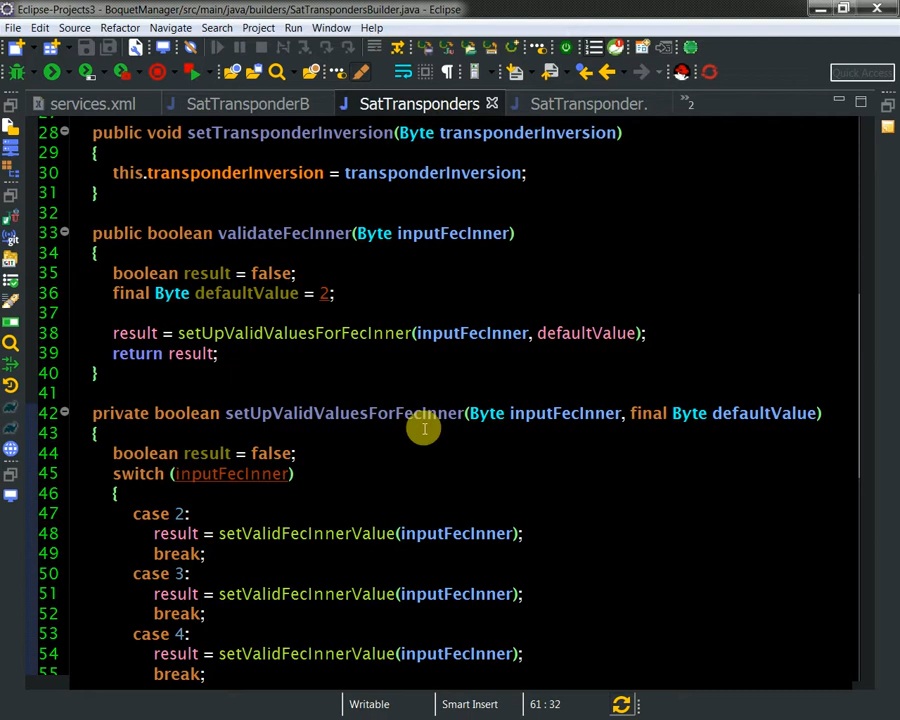 Eclipse-Projects3 - BoquetManager/src/main/java/builders/SatTranspondersBuilder.java - Eclipse
File Edit Source Refactor Navigate Search Project Run Window Help
Quick Access
services.xml SatTransponderB SatTransponders SatTransponder. »2
28 public void setTransponderInversion(Byte transponderInversion)
29 {
30 this.transponderInversion = transponderInversion;
31 }
32
33 public boolean validateFecInner(Byte inputFecInner)
34 {
35 boolean result = false;
36 final Byte defaultValue = 2;
37
38 result = setUpValidValuesForFecInner(inputFecInner, defaultValue);
39 return result;
40 }
41
42 private boolean setUpValidValuesForFecInner(Byte inputFecInner, final Byte defaultValue)
43 {
44 boolean result = false;
45 switch (inputFecInner)
46 {
47 case 2:
48 result = setValidFecInnerValue(inputFecInner);
49 break;
50 case 3:
51 result = setValidFecInnerValue(inputFecInner);
52 break;
53 case 4:
54 result = setValidFecInnerValue(inputFecInner);
55 break;
Writable Smart Insert 61 : 32